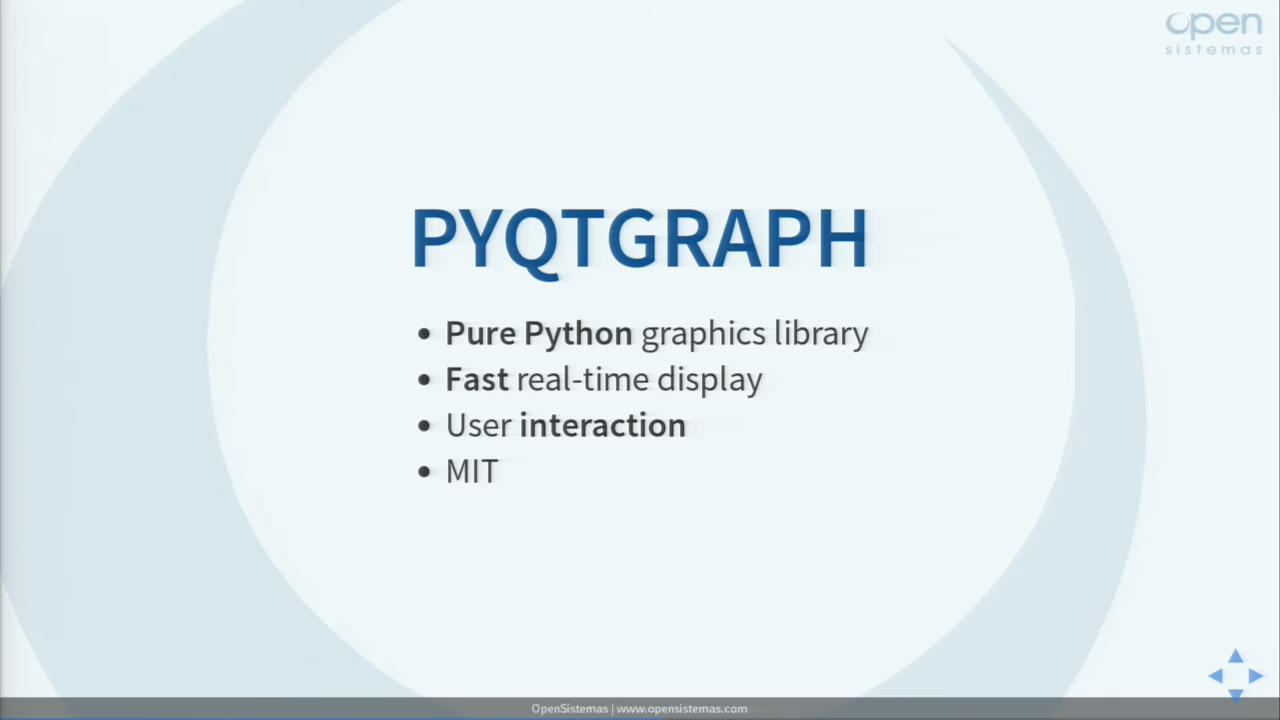 open
sistemas
PYQTGRAPH
• Pure Python graphics library
• Fast real-time display
• User interaction
• MIT
OpenSistemas | www.opensistemas.com